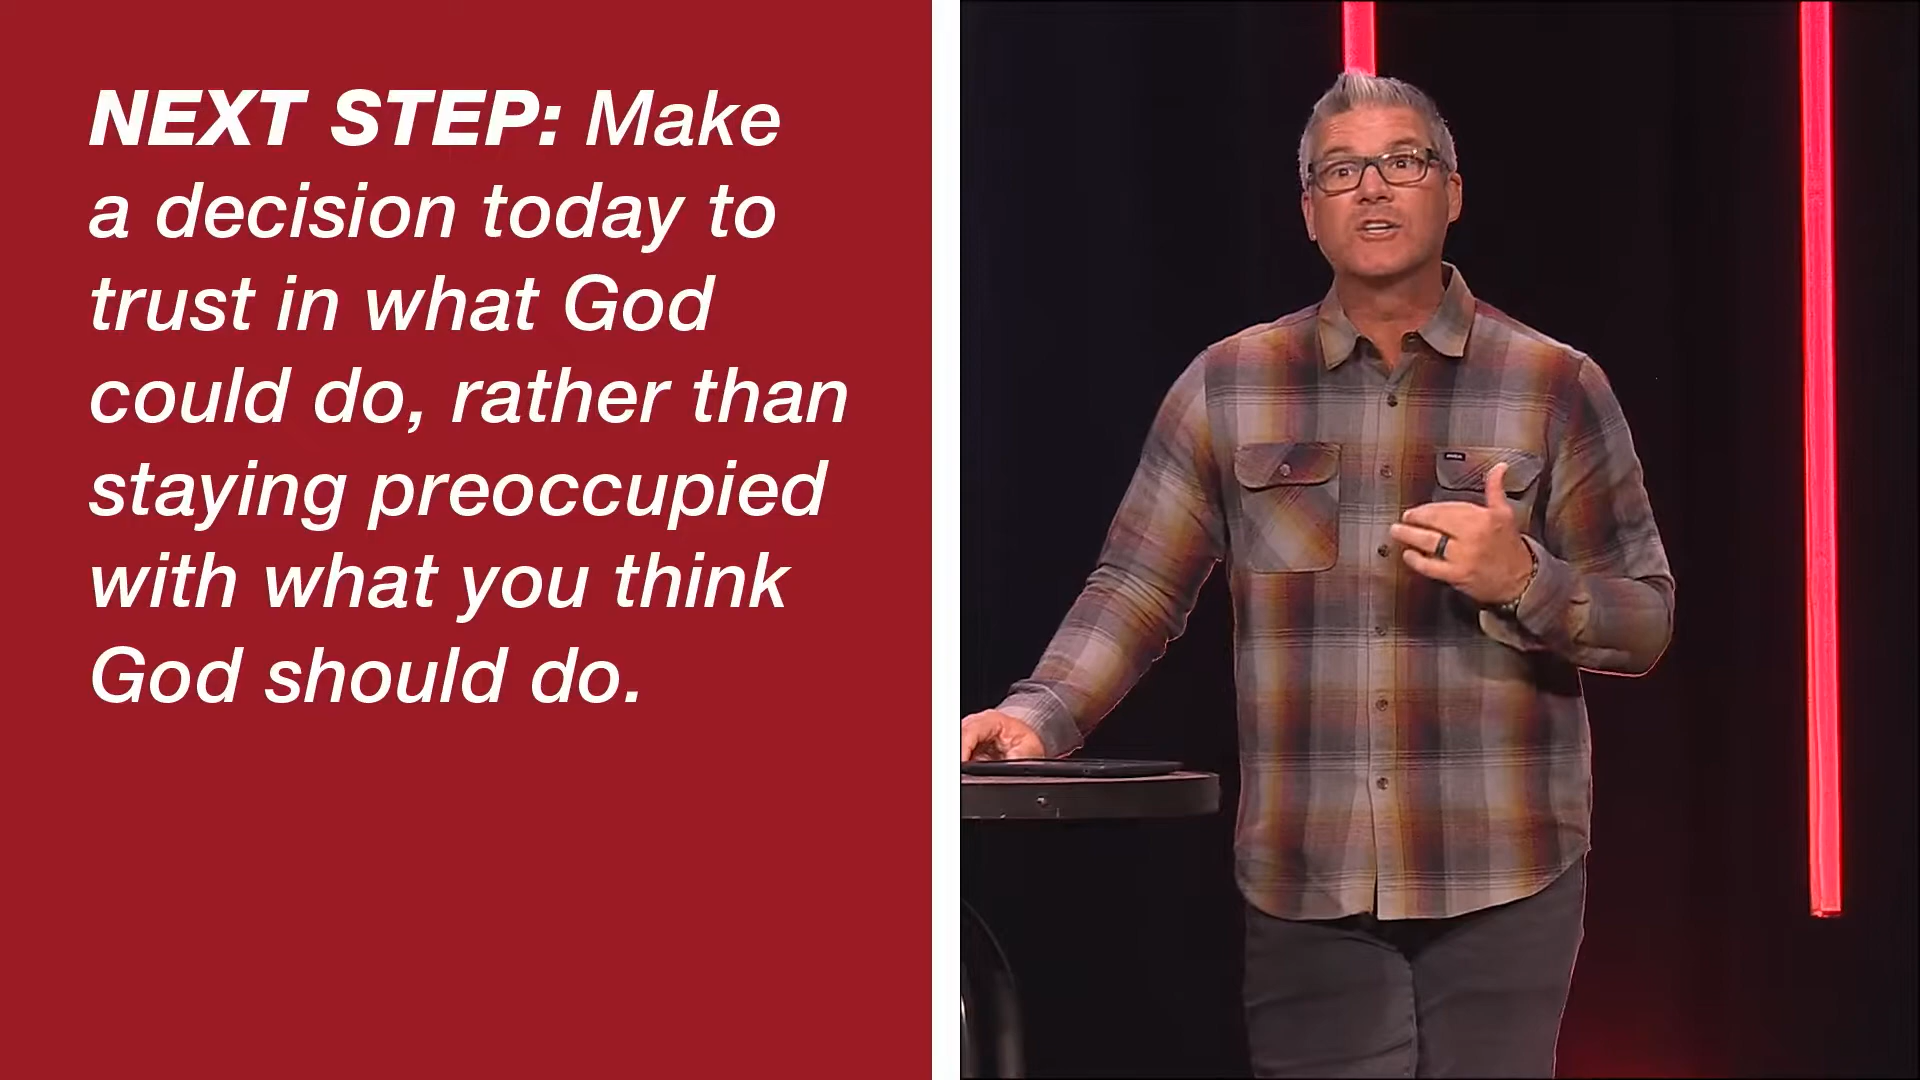 NEXT STEP: Make
a decision today to
trust in what God
could do, rather than
staying preoccupied
with what you think
God should do.